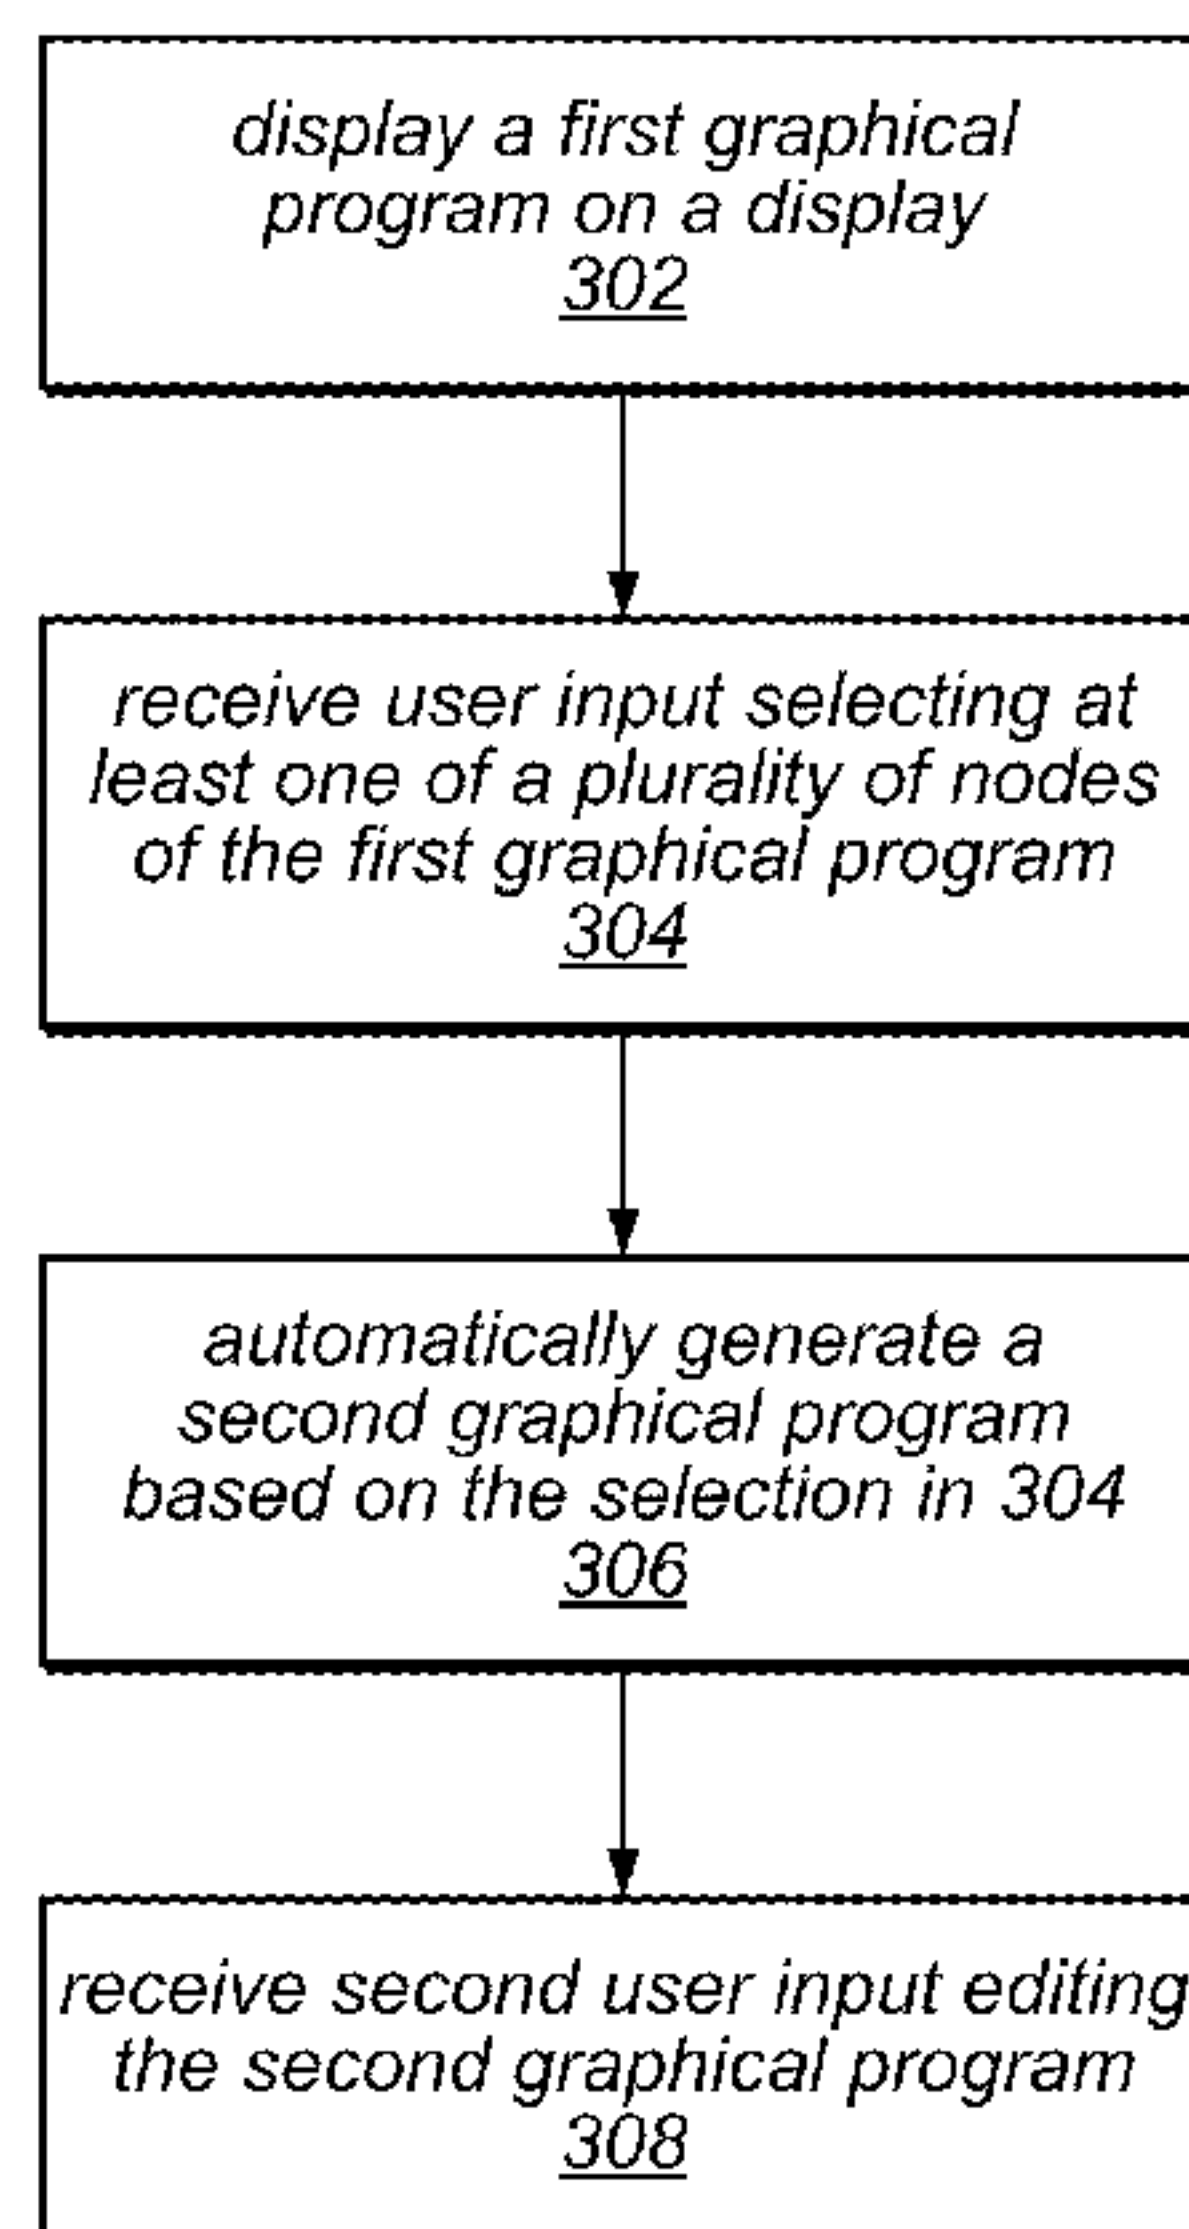 display a first graphical
program on a display
302
receive user input selecting at
least one of a plurality of nodes
of the first graphical program
304
automatically generate a
second graphical program
based on the selection in 304
306
receive second user input editing
the second graphical program
308